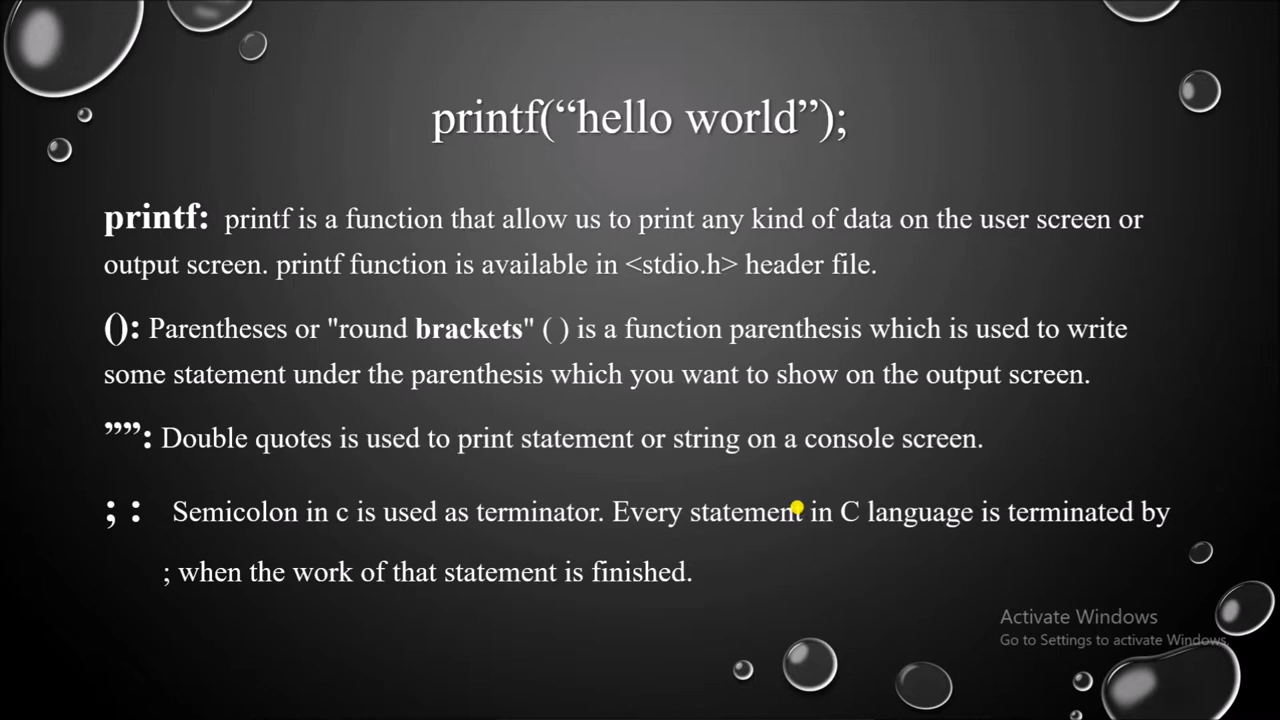 printf(“hello world”);
printf: printf is a function that allow us to print any kind of data on the user screen or
output screen. printf function is available in <stdio.h> header file.
(): Parentheses or "round brackets" ( ) is a function parenthesis which is used to write
some statement under the parenthesis which you want to show on the output screen.
””: Double quotes is used to print statement or string on a console screen.
; : Semicolon in c is used as terminator. Every statement in C language is terminated by
; when the work of that statement is finished.
Activate Windows
Go to Settings to activate Windows.